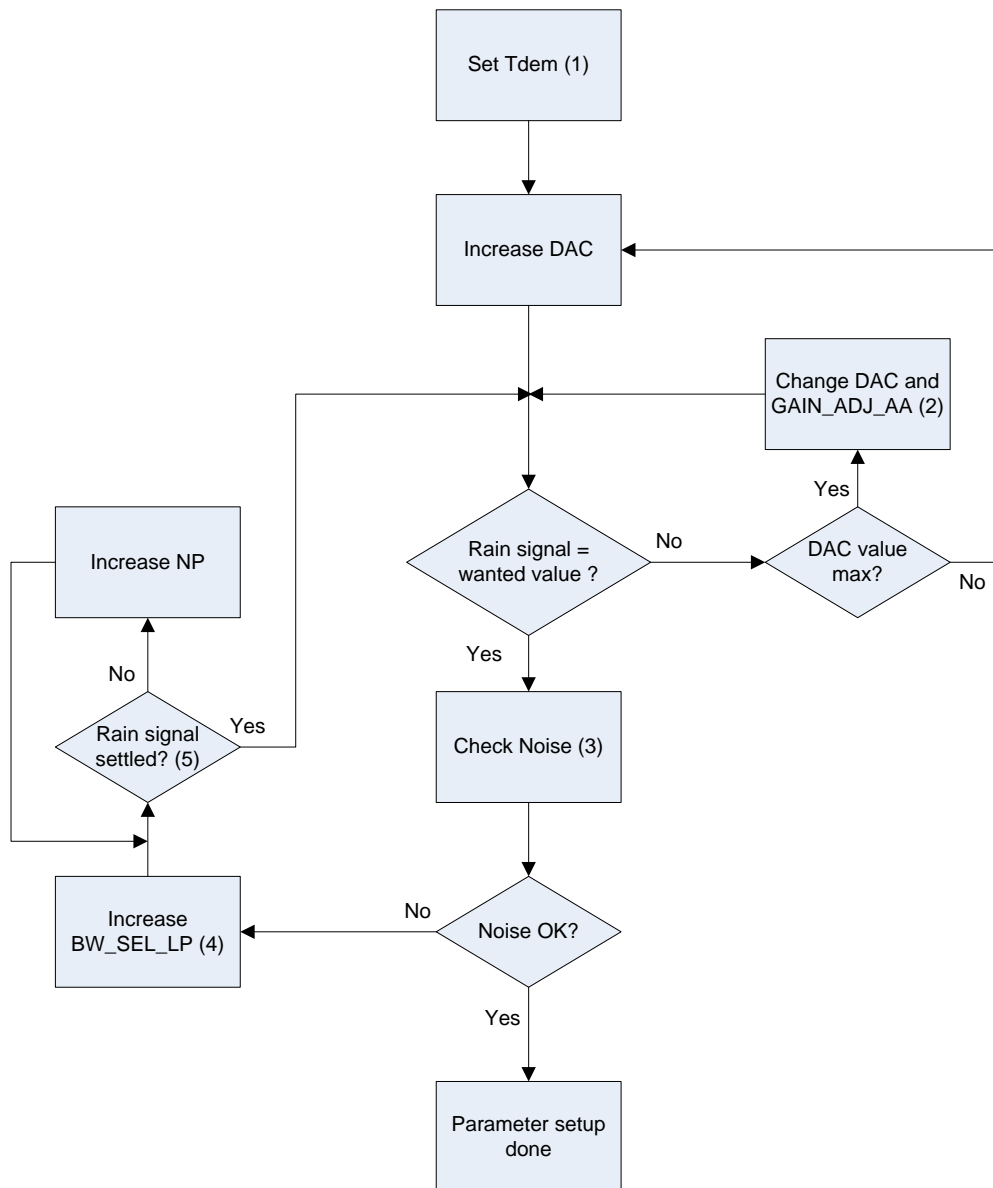 Set Tdem (1)
Increase DAC
Change DAC and
GAIN_ADJ_AA (2)
Yes
Rain signal =
wanted value ?
No
DAC value
max?
No
Increase NP
Yes
No
Rain signal
settled? (5)
Yes
Check Noise (3)
Increase
BW_SEL_LP (4)
No
Noise OK?
Yes
Parameter setup
done